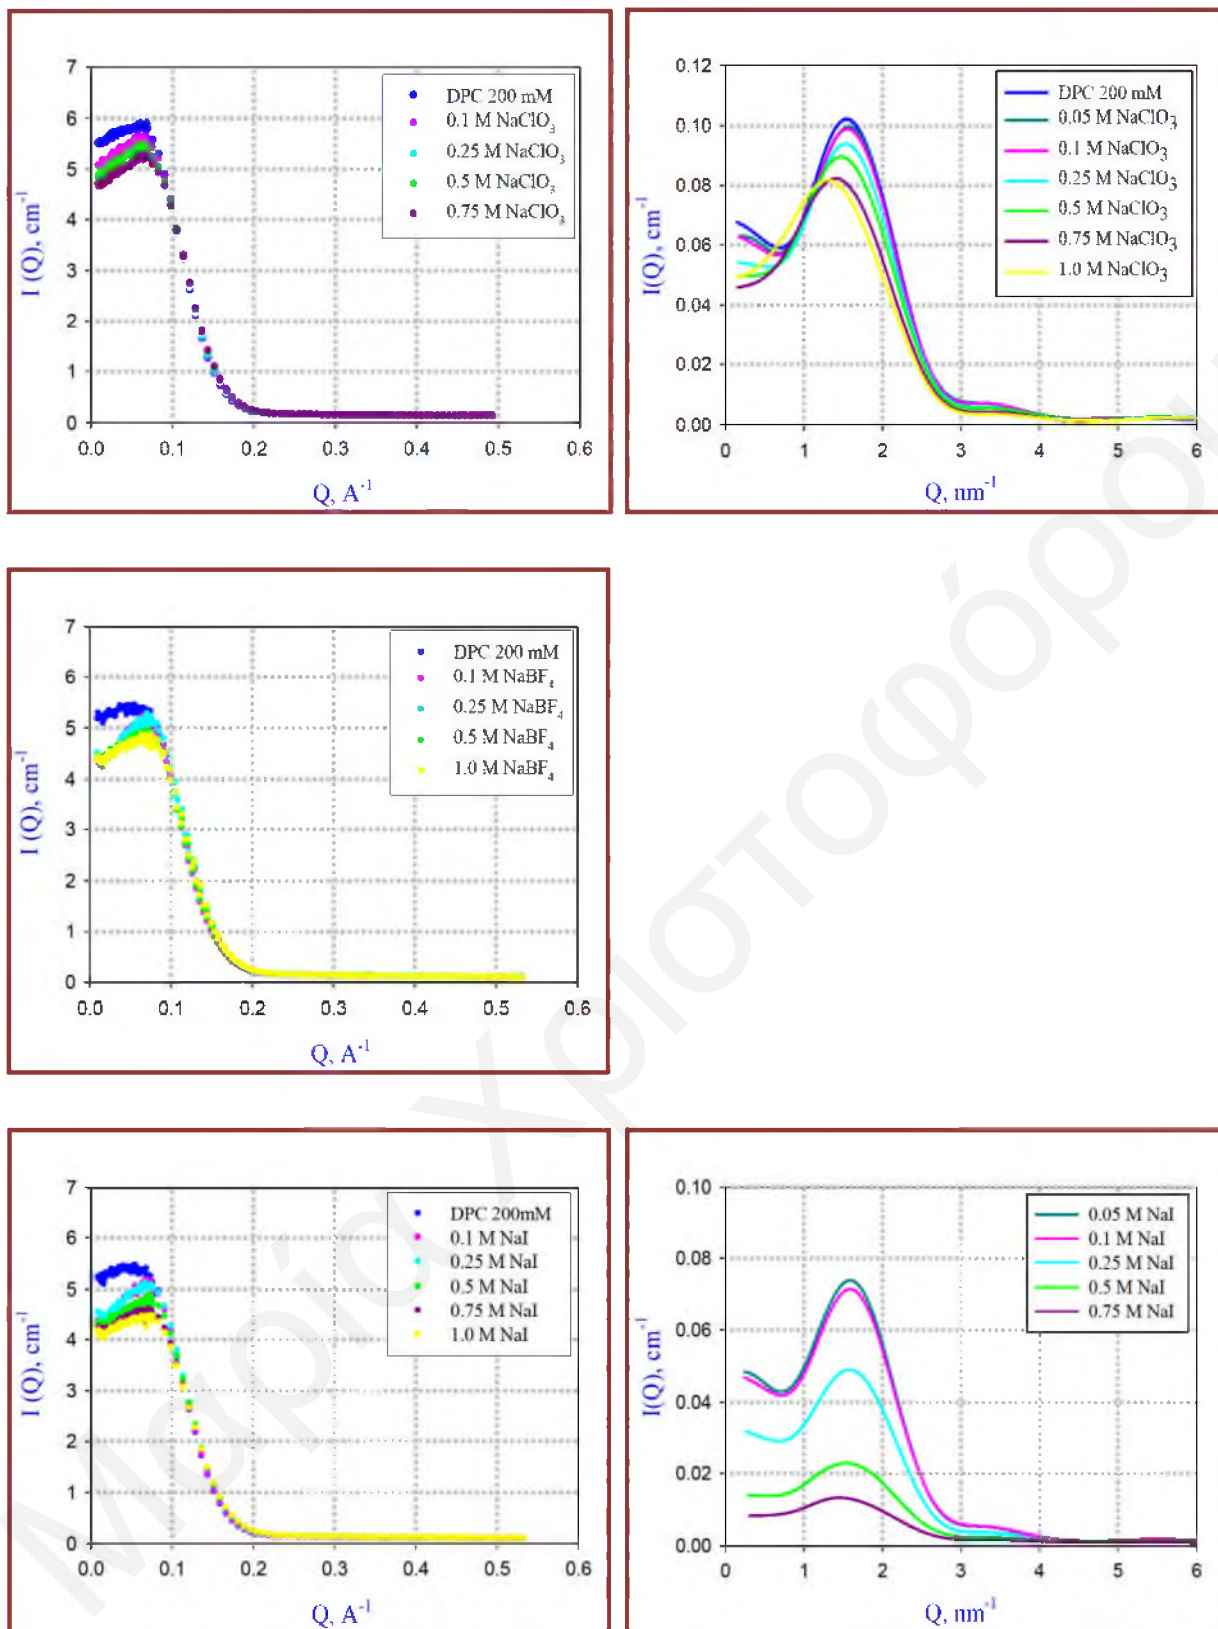 7
6
5
4
3
2
1
0
I (Q), cm-1
DPC 200 mM
0.1 M NaClO3
0.25 M NaClO3
0.5 M NaClO3
0.75 M NaClO3
0.0 0.1 0.2 0.3 0.4 0.5 0.6
Q, A-1
0.12
0.10
0.08
0.06
0.04
0.02
0.00
I(Q), cm-1
DPC 200 mM
0.05 M NaClO3
0.1 M NaClO3
0.25 M NaClO3
0.5 M NaClO3
0.75 M NaClO3
1.0 M NaClO3
0 1 2 3 4 5 6
Q, nm-1
7
6
5
4
3
2
1
0
I (Q), cm-1
DPC 200 mM
0.1 M NaBF4
0.25 M NaBF4
0.5 M NaBF4
1.0 M NaBF4
0.0 0.1 0.2 0.3 0.4 0.5 0.6
Q, A-1
7
6
5
4
3
2
1
0
I (Q), cm-1
DPC 200mM
0.1 M NaI
0.25 M NaI
0.5 M NaI
0.75 M NaI
1.0 M NaI
0.0 0.1 0.2 0.3 0.4 0.5 0.6
Q, A-1
0.10
0.08
0.06
0.04
0.02
0.00
I(Q), cm-1
0.05 M NaI
0.1 M NaI
0.25 M NaI
0.5 M NaI
0.75 M NaI
0 1 2 3 4 5 6
Q, nm-1
Μαρία